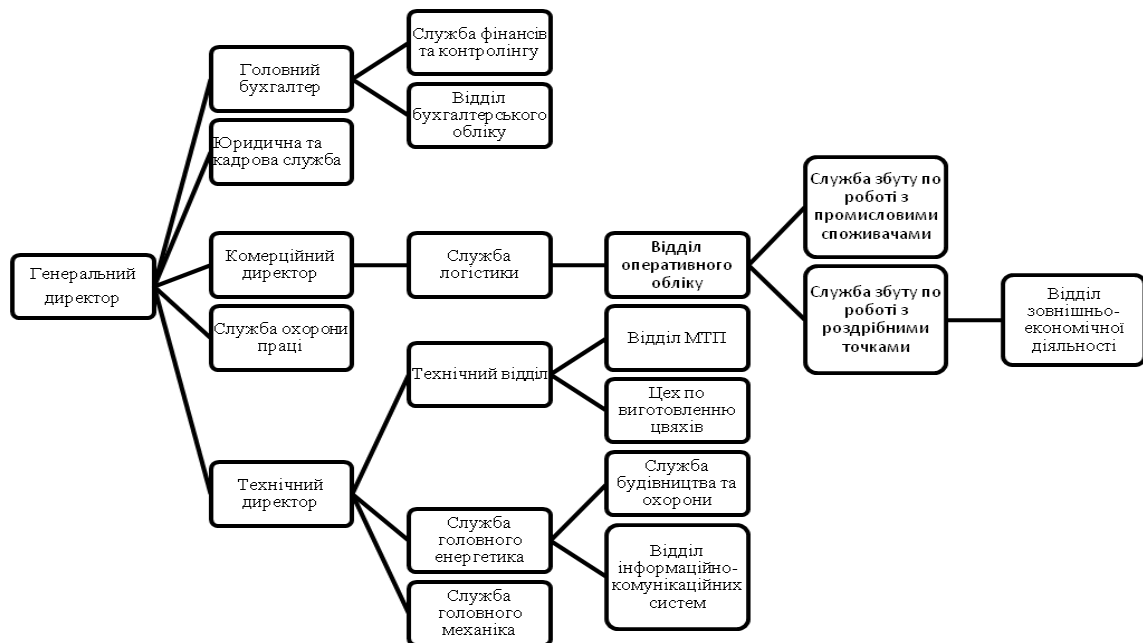 Генеральний
директор
Головний
бухгалтер
Служба фінансів
та контролінгу
Відділ
бухгалтерського
обліку
Юридична та
кадрова служба
Комерційний
директор
Служба
логістики
Відділ
оперативного
обліку
Служба збуту по
роботі з
промисловими
споживачами
Служба збуту по
роботі з
роздрібними
точками
Відділ
зовнішньо-
економічної
діяльності
Служба охорони
праці
Технічний
директор
Технічний відділ
Відділ МТП
Цех по
виготовленню
цвяхів
Служба
головного
енергетика
Служба
будівництва та
охорони
Відділ
інформаційно-
комунікаційних
систем
Служба
головного
механіка